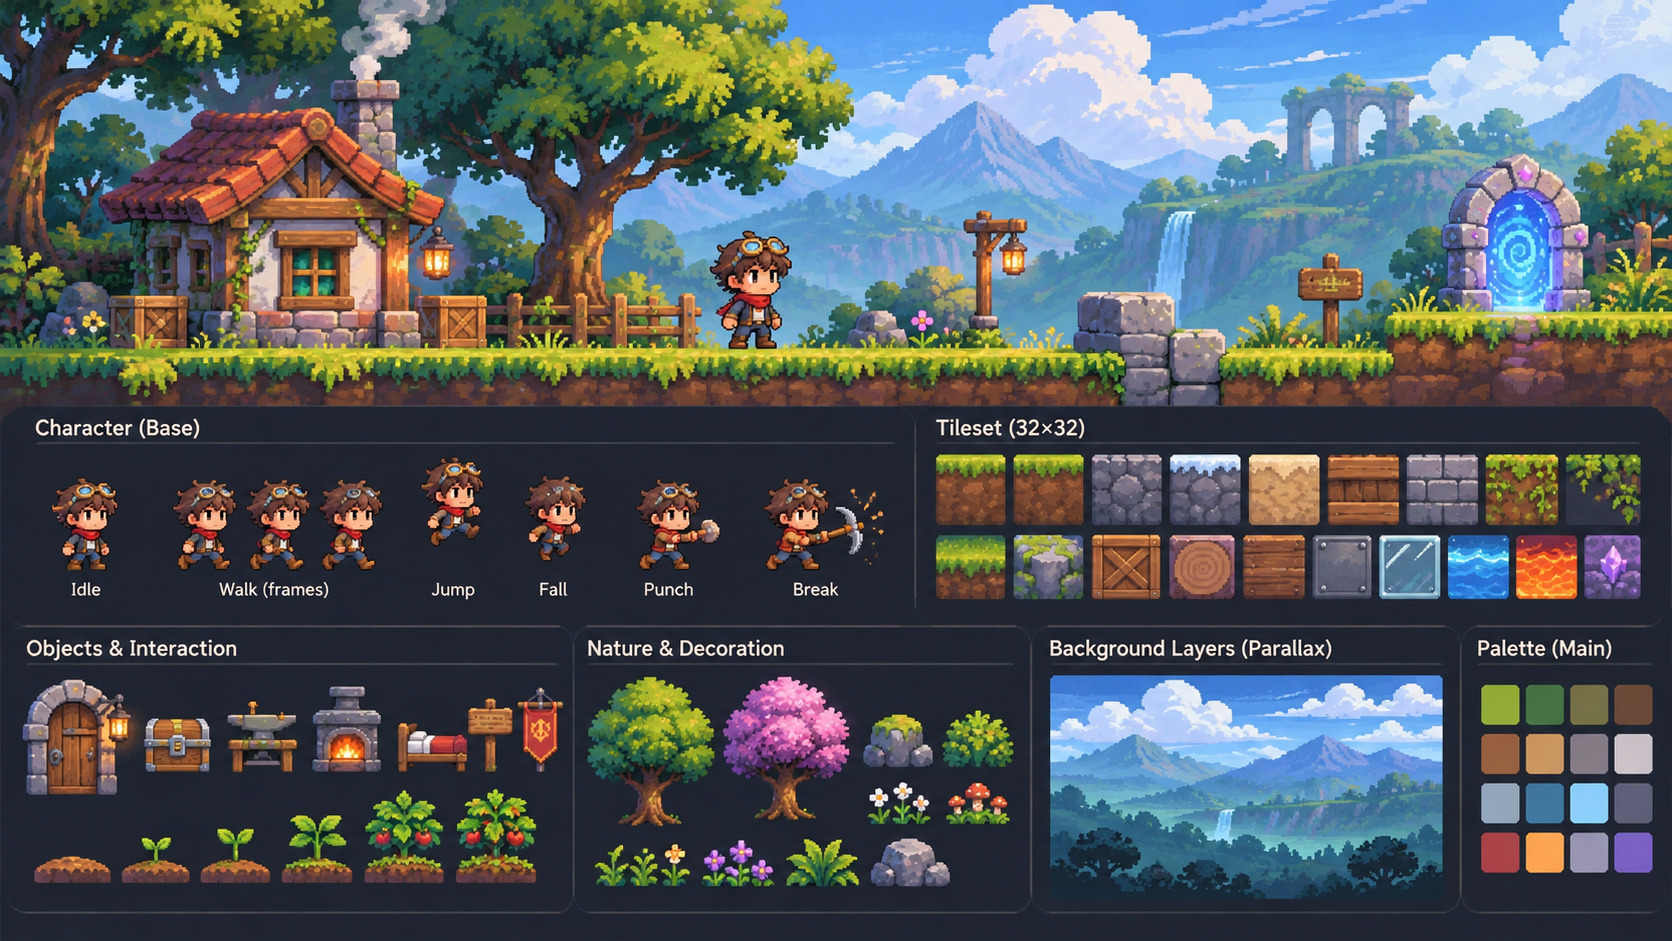 Character (Base)
Idle
Walk (frames)
Jump
Fall
Punch
Break
Tileset (32×32)
Objects & Interaction
Nature & Decoration
Background Layers (Parallax)
Palette (Main)